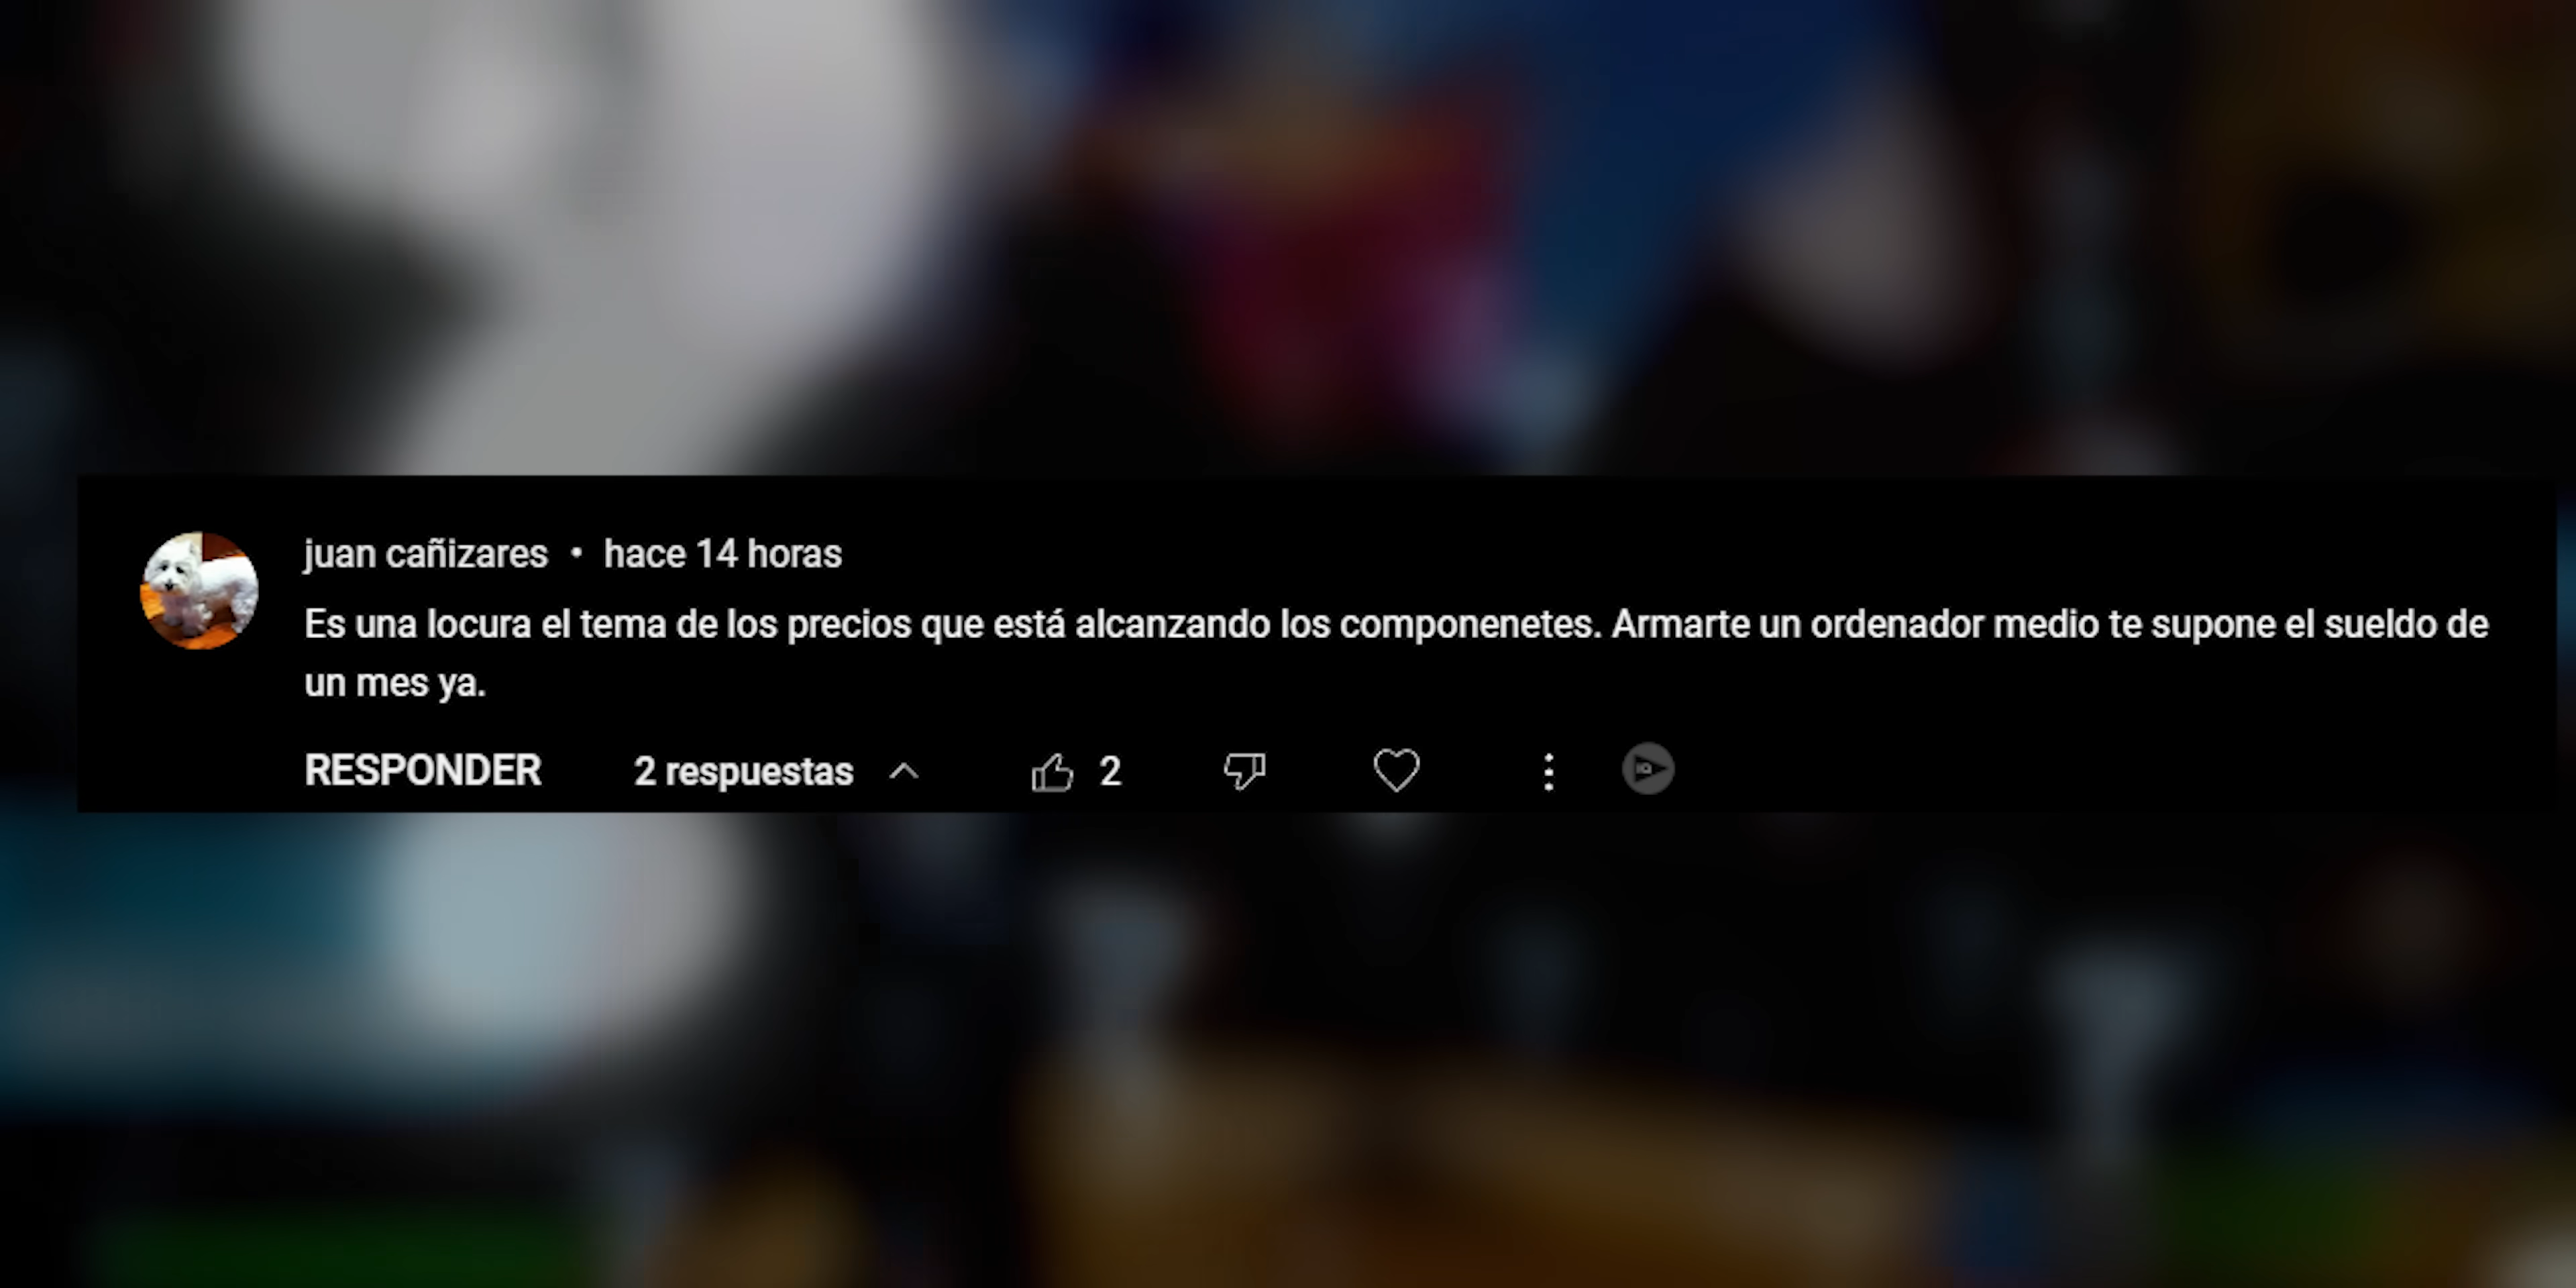 juan cañizares • hace 14 horas
Es una locura el tema de los precios que está alcanzando los componenetes. Armarte un ordenador medio te supone el sueldo de
un mes ya.
RESPONDER 2 respuestas 2
IQ